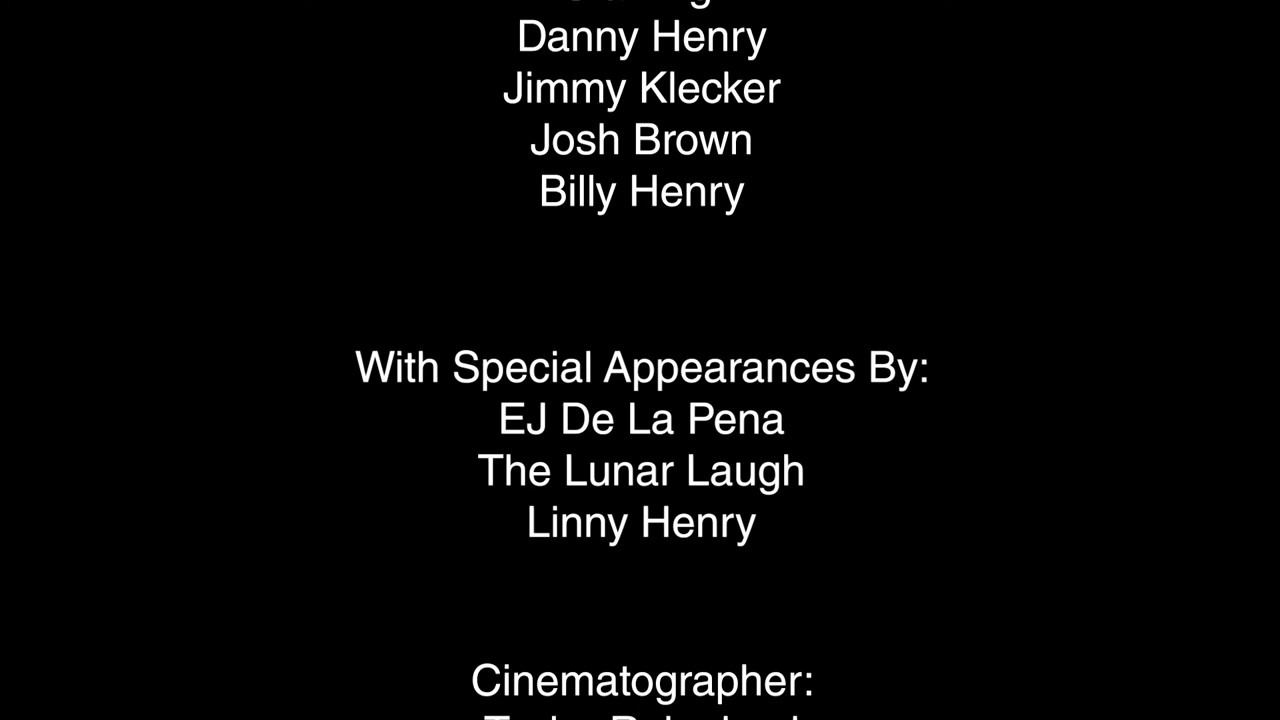 Danny Henry
Jimmy Klecker
Josh Brown
Billy Henry
With Special Appearances By:
EJ De La Pena
The Lunar Laugh
Linny Henry
Cinematographer: